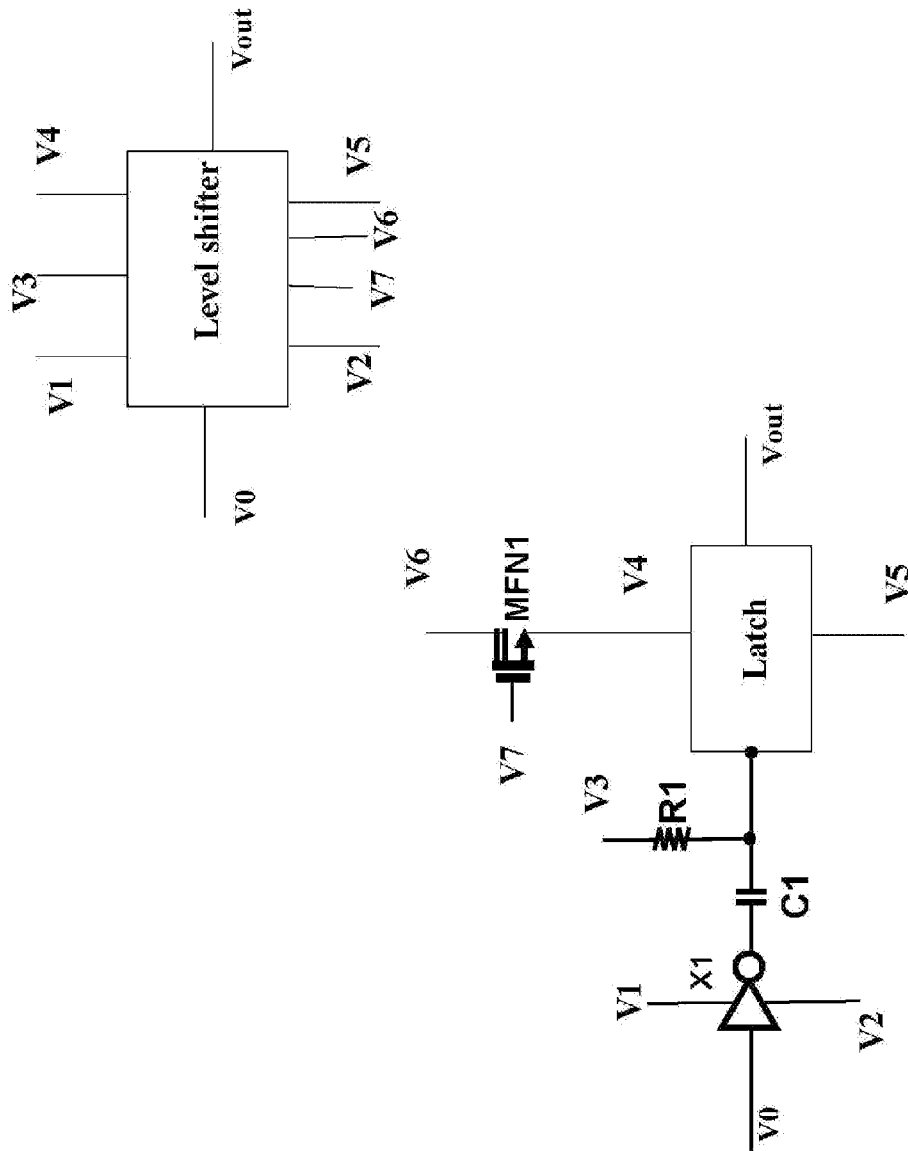 V1
V3
V4
V0
Level shifter
Vout
V2
V7
V6
V5
V6
V7
MFN1
V3
R1
V4
V1
X1
C1
Latch
Vout
V0
V2
V5